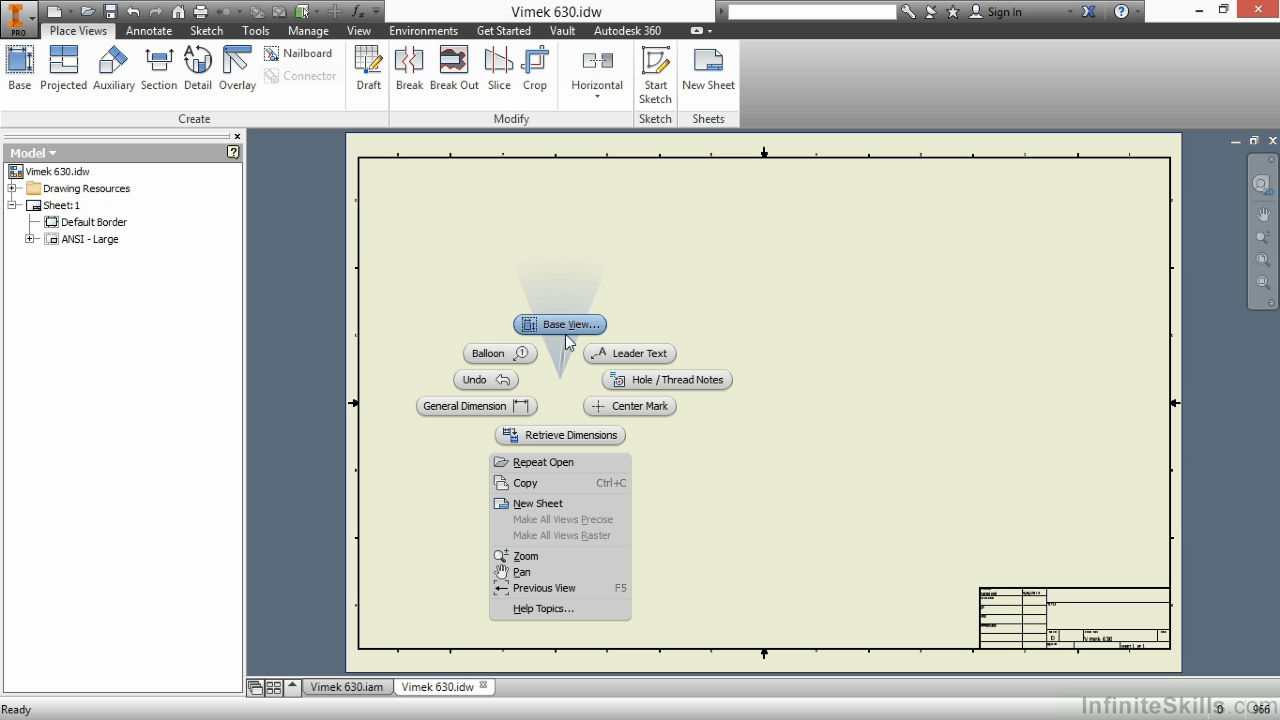 Vimek 630.idw
Sign In
PRO
Place Views Annotate Sketch Tools Manage View Environments Get Started Vault Autodesk 360
Base Projected Auxiliary Section Detail Overlay
Nailboard
Connector
Draft Break Break Out Slice Crop Horizontal Start Sketch New Sheet
Create Modify Sketch Sheets
Model
Vimek 630.idw
Drawing Resources
Sheet:1
Default Border
ANSI - Large
Base View...
Balloon 1
A Leader Text
Undo
Hole / Thread Notes
General Dimension
Center Mark
Retrieve Dimensions
Repeat Open
Copy Ctrl+C
New Sheet
Make All Views Precise
Make All Views Raster
Zoom
Pan
Previous View F5
Help Topics...
D Vimek 630
Vimek 630.iam
Vimek 630.idw
Ready
0 966
InfiniteSkills.com